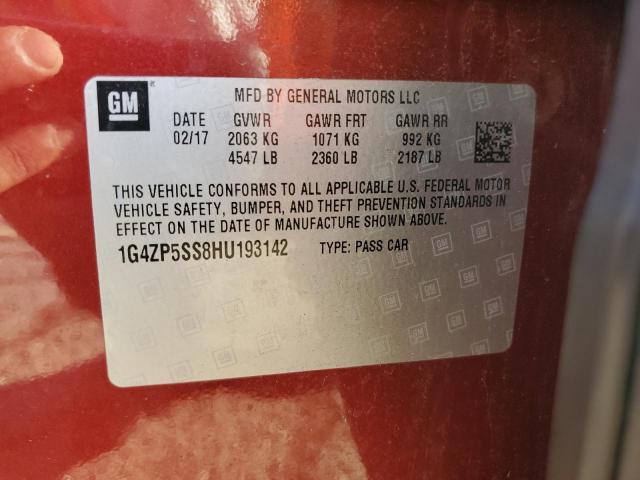 GM
MFD BY GENERAL MOTORS LLC
DATE GVWR GAWR FRT GAWR RR
02/17 2063 KG 1071 KG 992 KG
4547 LB 2360 LB 2187 LB
THIS VEHICLE CONFORMS TO ALL APPLICABLE U.S. FEDERAL MOTOR
VEHICLE SAFETY, BUMPER, AND THEFT PREVENTION STANDARDS IN
EFFECT ON THE DATE OF MANUFACTURE SHOWN ABOVE.
1G4ZP5SS8HU193142 TYPE: PASS CAR